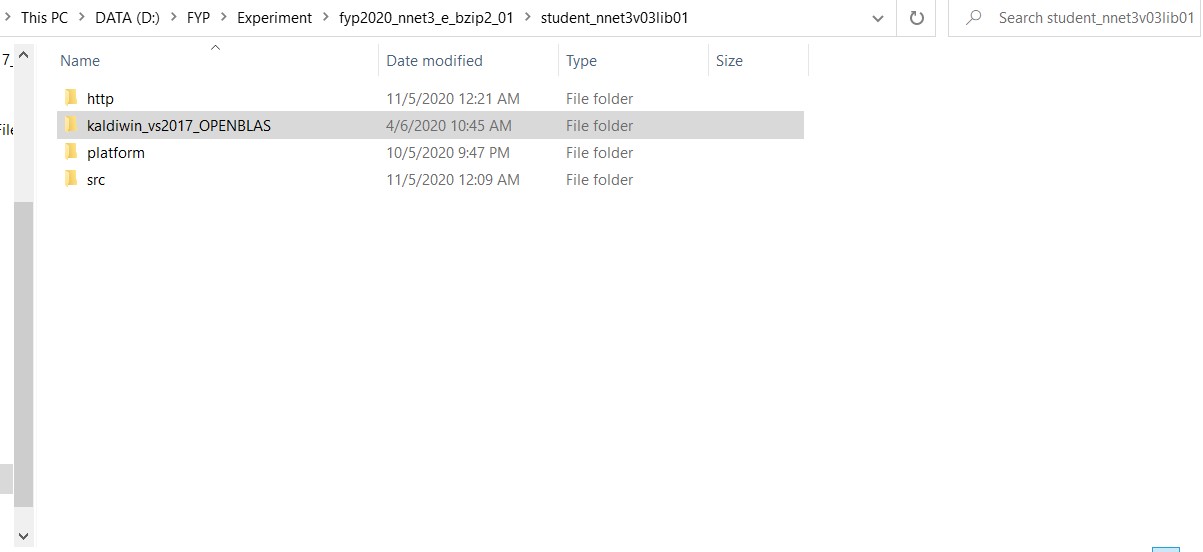 This PC > DATA (D:) > FYP > Experiment > fyp2020_nnet3_e_bzip2_01 > student_nnet3v03lib01 Search student_nnet3v03lib01
7_
Name Date modified Type Size
http 11/5/2020 12:21 AM File folder
File
kaldiwin_vs2017_OPENBLAS 4/6/2020 10:45 AM File folder
platform 10/5/2020 9:47 PM File folder
src 11/5/2020 12:09 AM File folder